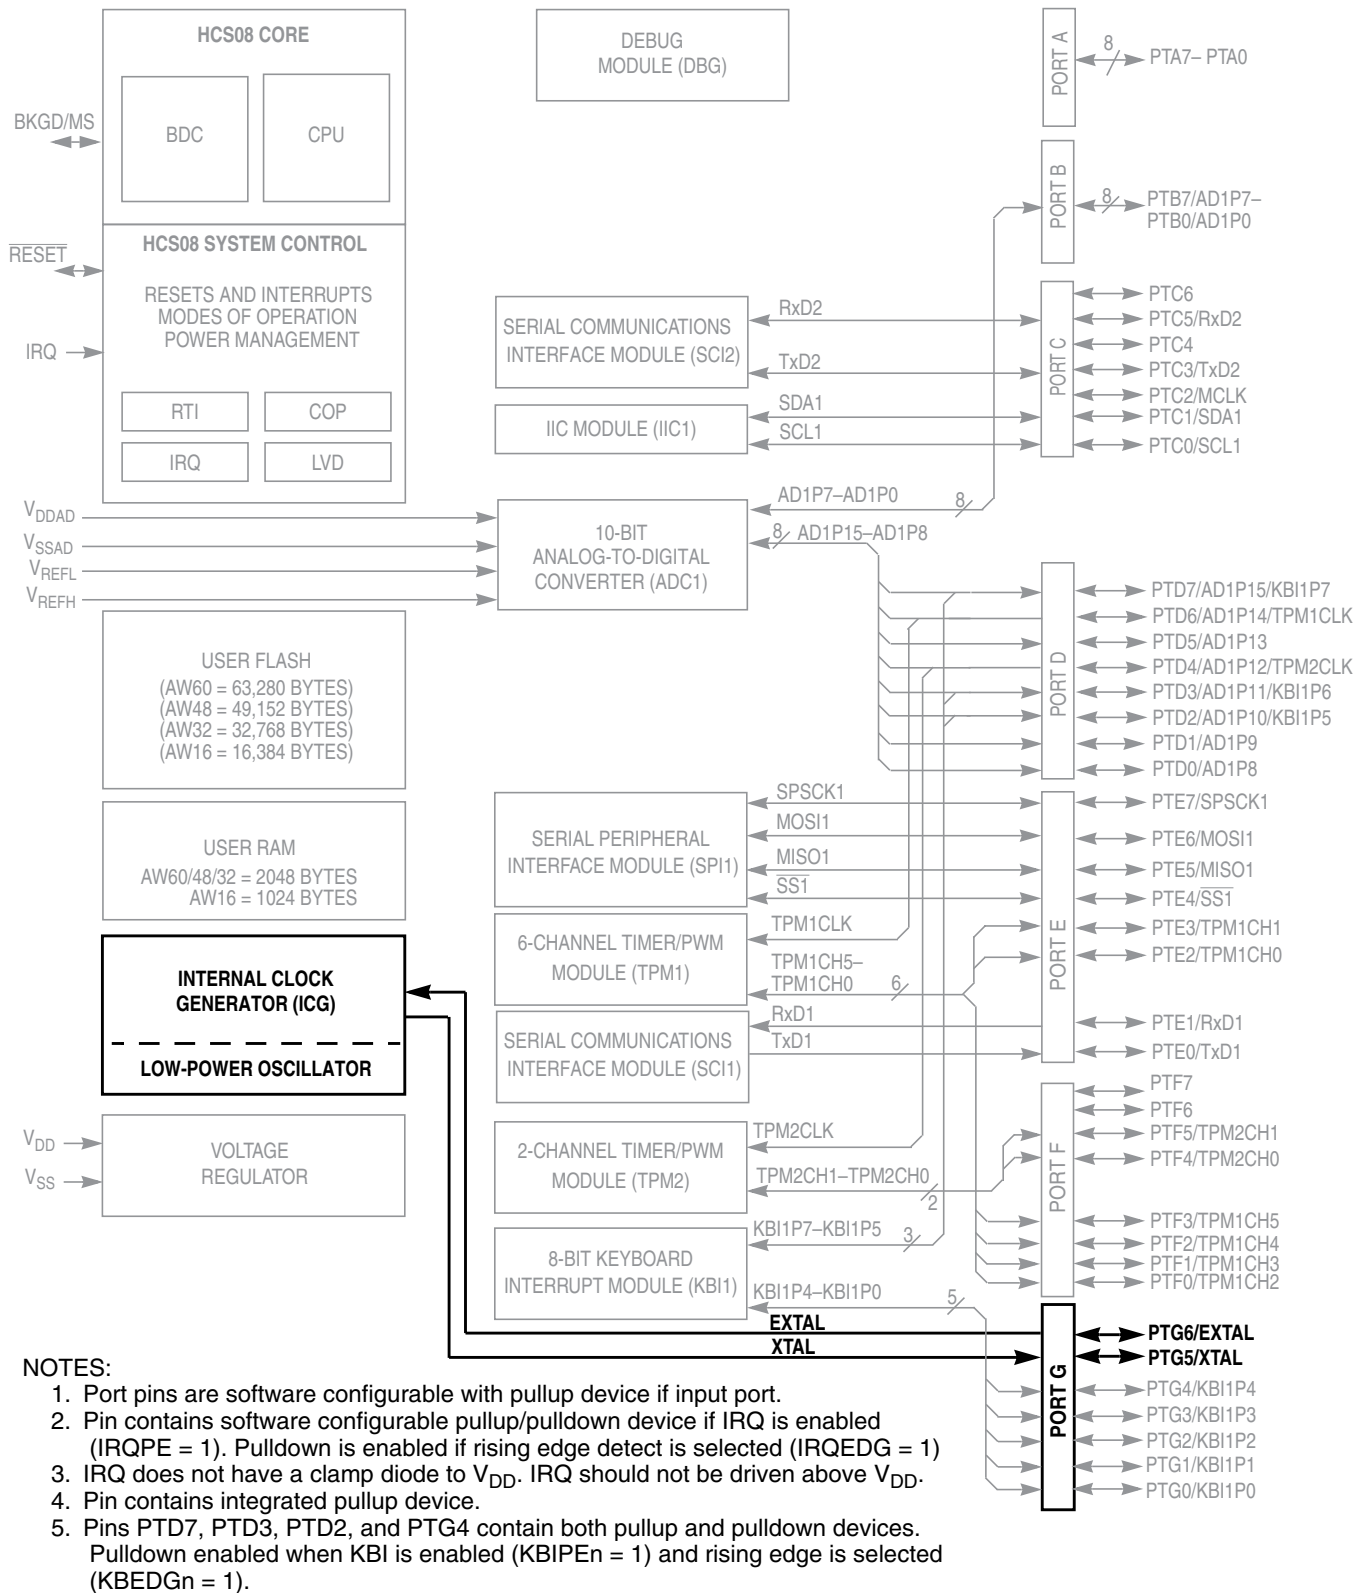 HCS08 CORE
BDC
CPU
BKGD/MS
HCS08 SYSTEM CONTROL
RESET
RESETS AND INTERRUPTS
MODES OF OPERATION
POWER MANAGEMENT
IRQ
RTI
COP
IRQ
LVD
VDDAD
VSSAD
VREFL
VREFH
USER FLASH
(AW60 = 63,280 BYTES)
(AW48 = 49,152 BYTES)
(AW32 = 32,768 BYTES)
(AW16 = 16,384 BYTES)
USER RAM
AW60/48/32 = 2048 BYTES
AW16 = 1024 BYTES
INTERNAL CLOCK
GENERATOR (ICG)
LOW-POWER OSCILLATOR
VDD
VSS
VOLTAGE
REGULATOR
DEBUG
MODULE (DBG)
SERIAL COMMUNICATIONS
INTERFACE MODULE (SCI2)
RxD2
TxD2
IIC MODULE (IIC1)
SDA1
SCL1
10-BIT
ANALOG-TO-DIGITAL
CONVERTER (ADC1)
AD1P7–AD1P0
8
8
AD1P15–AD1P8
SERIAL PERIPHERAL
INTERFACE MODULE (SPI1)
SPSCK1
MOSI1
MISO1
SS1
6-CHANNEL TIMER/PWM
MODULE (TPM1)
TPM1CLK
TPM1CH5–
TPM1CH0
6
SERIAL COMMUNICATIONS
INTERFACE MODULE (SCI1)
RxD1
TxD1
2-CHANNEL TIMER/PWM
MODULE (TPM2)
TPM2CLK
TPM2CH1–TPM2CH0
2
8-BIT KEYBOARD
INTERRUPT MODULE (KBI1)
KBI1P7–KBI1P5
3
KBI1P4–KBI1P0
5
EXTAL
XTAL
PORT A
8
PTA7– PTA0
PORT B
8
PTB7/AD1P7–
PTB0/AD1P0
PORT C
PTC6
PTC5/RxD2
PTC4
PTC3/TxD2
PTC2/MCLK
PTC1/SDA1
PTC0/SCL1
PORT D
PTD7/AD1P15/KBI1P7
PTD6/AD1P14/TPM1CLK
PTD5/AD1P13
PTD4/AD1P12/TPM2CLK
PTD3/AD1P11/KBI1P6
PTD2/AD1P10/KBI1P5
PTD1/AD1P9
PTD0/AD1P8
PORT E
PTE7/SPSCK1
PTE6/MOSI1
PTE5/MISO1
PTE4/SS1
PTE3/TPM1CH1
PTE2/TPM1CH0
PTE1/RxD1
PTE0/TxD1
PORT F
PTF7
PTF6
PTF5/TPM2CH1
PTF4/TPM2CH0
PTF3/TPM1CH5
PTF2/TPM1CH4
PTF1/TPM1CH3
PTF0/TPM1CH2
PORT G
PTG6/EXTAL
PTG5/XTAL
PTG4/KBI1P4
PTG3/KBI1P3
PTG2/KBI1P2
PTG1/KBI1P1
PTG0/KBI1P0
NOTES:
1. Port pins are software configurable with pullup device if input port.
2. Pin contains software configurable pullup/pulldown device if IRQ is enabled
(IRQPE = 1). Pulldown is enabled if rising edge detect is selected (IRQEDG = 1)
3. IRQ does not have a clamp diode to VDD. IRQ should not be driven above VDD.
4. Pin contains integrated pullup device.
5. Pins PTD7, PTD3, PTD2, and PTG4 contain both pullup and pulldown devices.
Pulldown enabled when KBI is enabled (KBIPEn = 1) and rising edge is selected
(KBEDGn = 1).